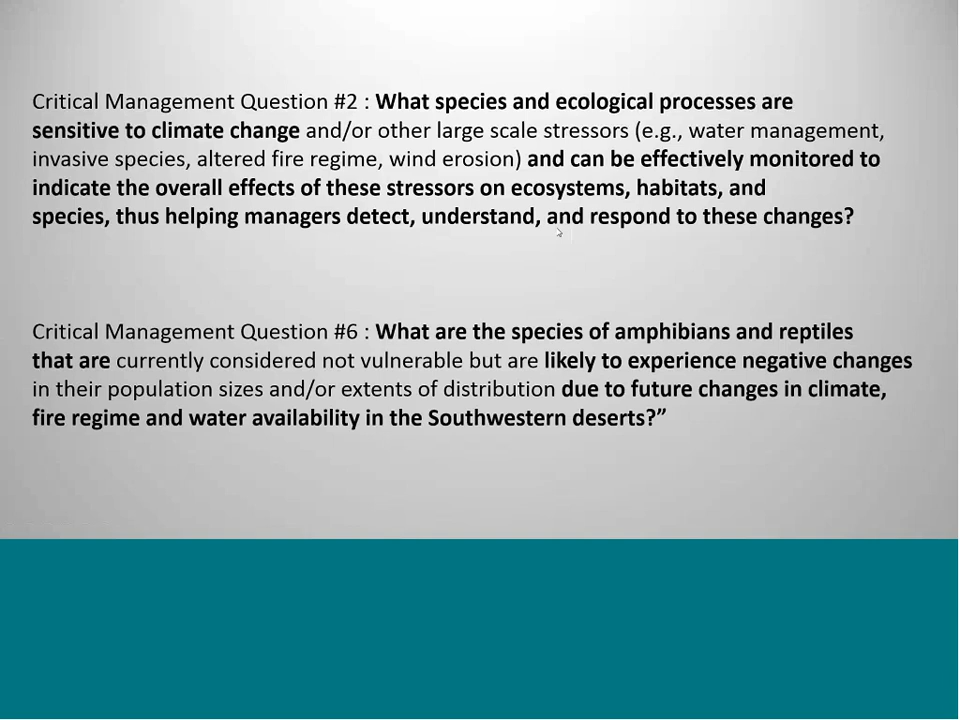 Critical Management Question #2 : What species and ecological processes are
sensitive to climate change and/or other large scale stressors (e.g., water management,
invasive species, altered fire regime, wind erosion) and can be effectively monitored to
indicate the overall effects of these stressors on ecosystems, habitats, and
species, thus helping managers detect, understand, and respond to these changes?
Critical Management Question #6 : What are the species of amphibians and reptiles
that are currently considered not vulnerable but are likely to experience negative changes
in their population sizes and/or extents of distribution due to future changes in climate,
fire regime and water availability in the Southwestern deserts?”